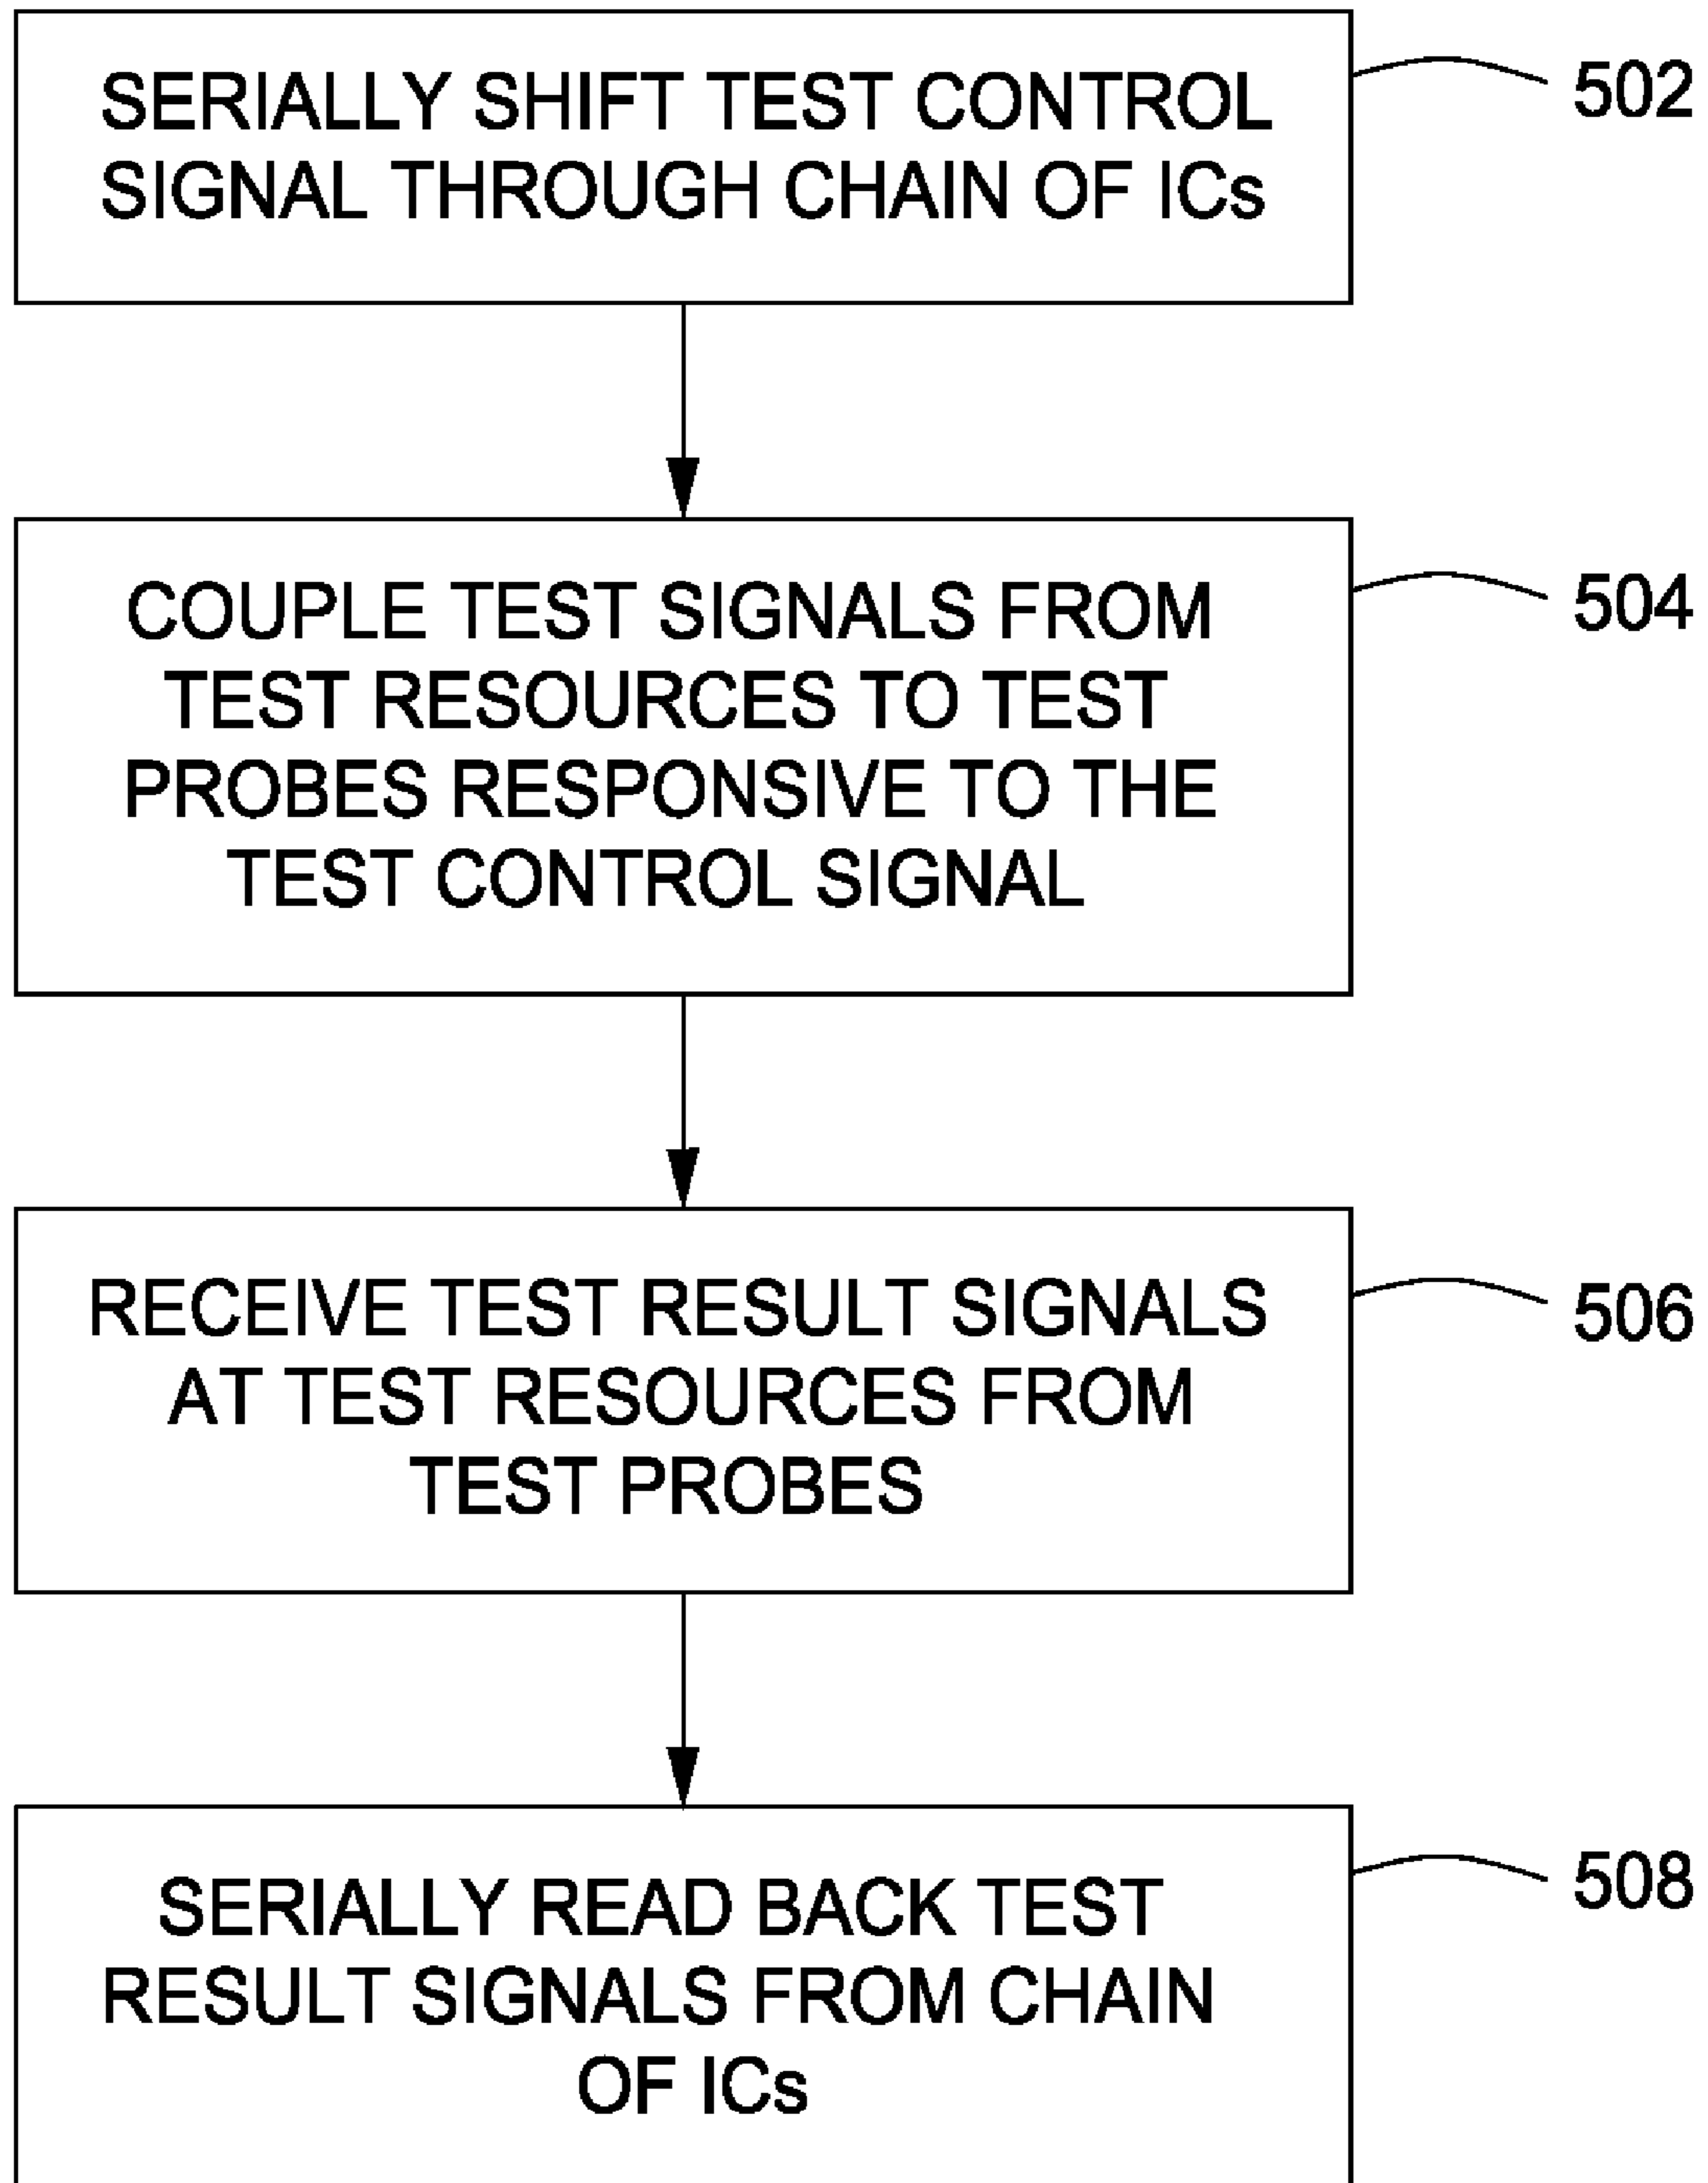 SERIALLY SHIFT TEST CONTROL
SIGNAL THROUGH CHAIN OF ICs
502
COUPLE TEST SIGNALS FROM
TEST RESOURCES TO TEST
PROBES RESPONSIVE TO THE
TEST CONTROL SIGNAL
504
RECEIVE TEST RESULT SIGNALS
AT TEST RESOURCES FROM
TEST PROBES
506
SERIALLY READ BACK TEST
RESULT SIGNALS FROM CHAIN
OF ICs
508